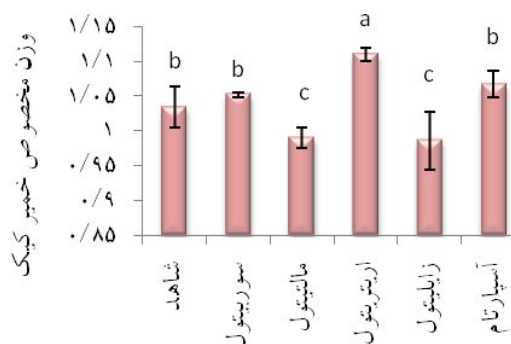 وزن مخصوص خمیر کیک
۱/۱۵
۱/۱
۱/۰۵
۱
۰/۹۵
۰/۹
۰/۸۵
b
b
c
a
c
b
شاهد
سوربیتول
مالتیتول
اریتریتول
زایلیتول
آسپارتام